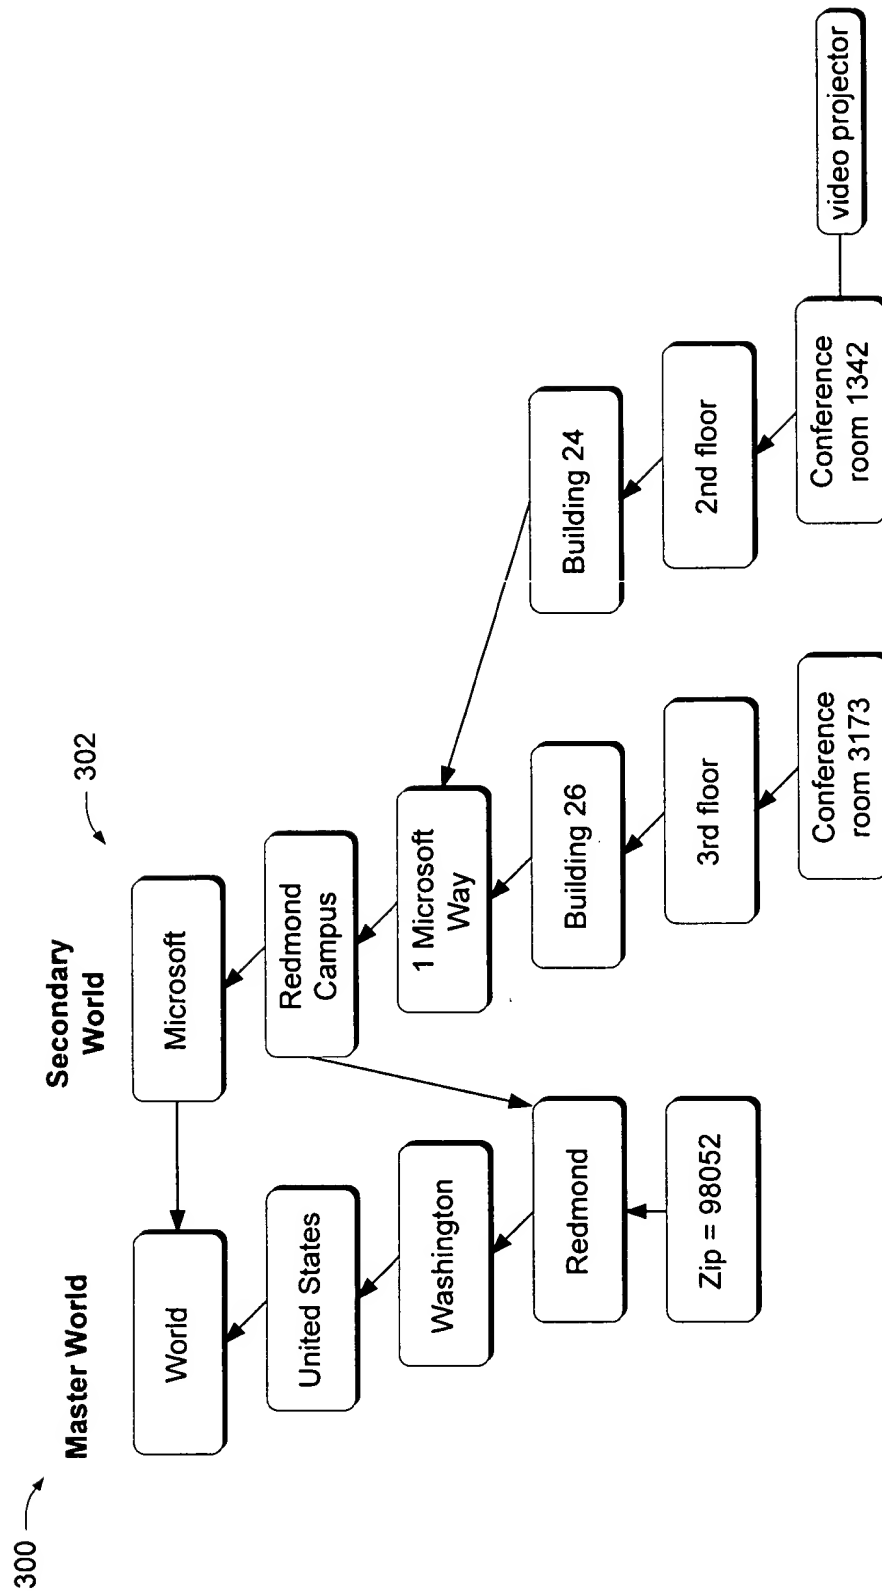 300
Master World
Secondary
World
302
World
Microsoft
United States
Redmond
Campus
Washington
1 Microsoft
Way
Redmond
Building 26
Building 24
Zip = 98052
3rd floor
2nd floor
Conference
room 3173
Conference
room 1342
video projector